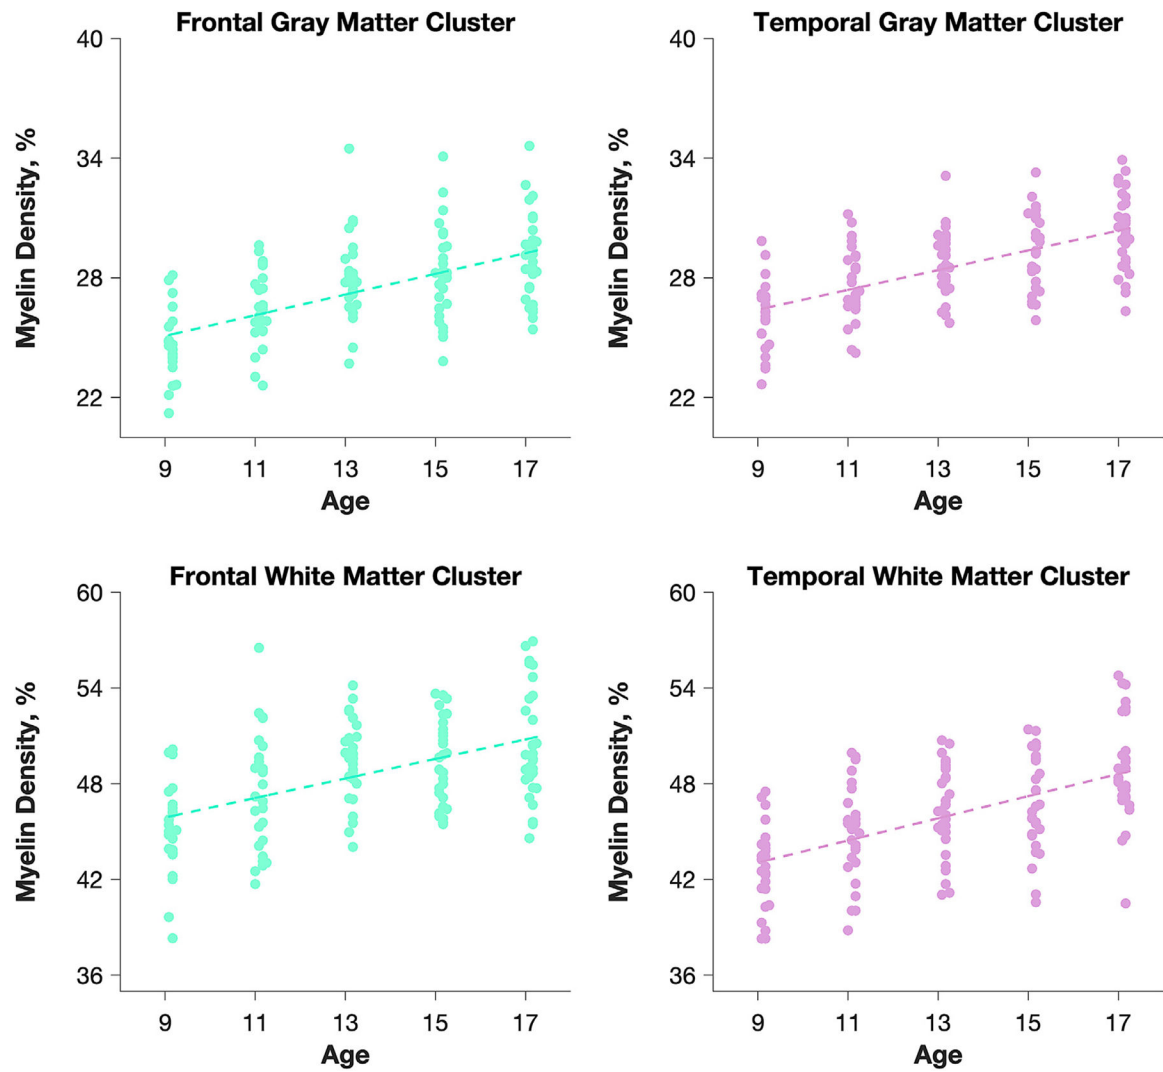 Frontal Gray Matter Cluster
Myelin Density, %
40
34
28
22
9 11 13 15 17
Age
Temporal Gray Matter Cluster
Myelin Density, %
40
34
28
22
9 11 13 15 17
Age
Frontal White Matter Cluster
Myelin Density, %
60
54
48
42
36
9 11 13 15 17
Age
Temporal White Matter Cluster
Myelin Density, %
60
54
48
42
36
9 11 13 15 17
Age